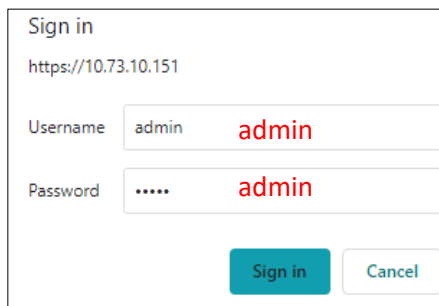 Sign in
https://10.73.10.151
Username admin admin
Password ••••• admin
Sign in Cancel